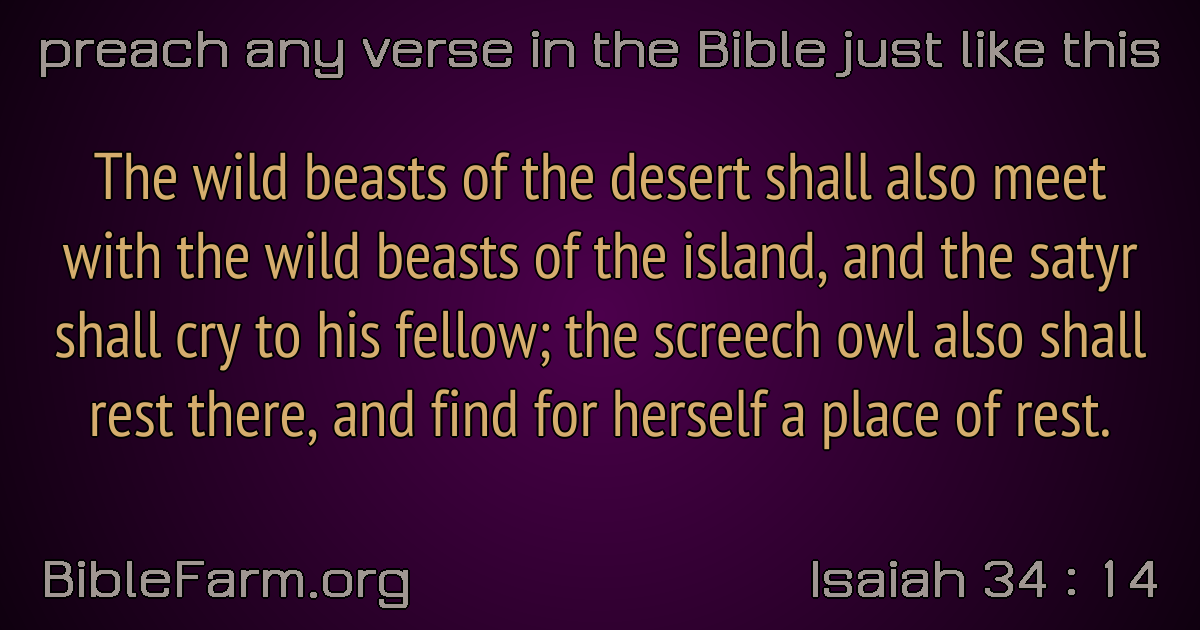 preach any verse in the Bible just like this
The wild beasts of the desert shall also meet
with the wild beasts of the island, and the satyr
shall cry to his fellow; the screech owl also shall
rest there, and find for herself a place of rest.
BibleFarm.org
Isaiah 34 : 14